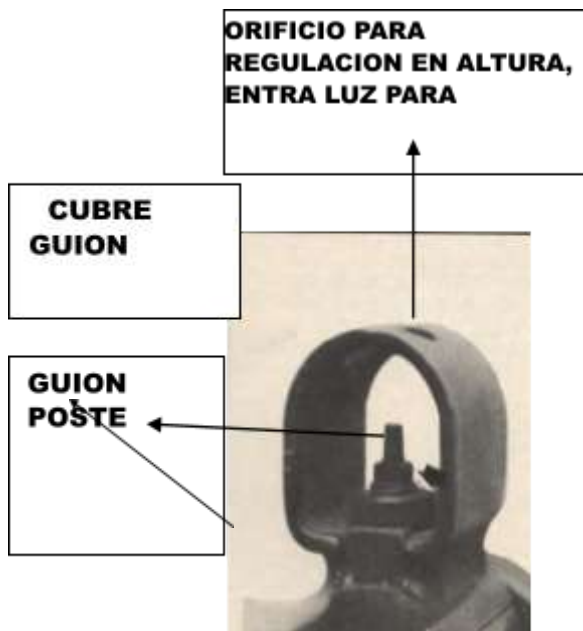 ORIFICIO PARA
REGULACION EN ALTURA,
ENTRA LUZ PARA
CUBRE
GUION
GUION
POSTE